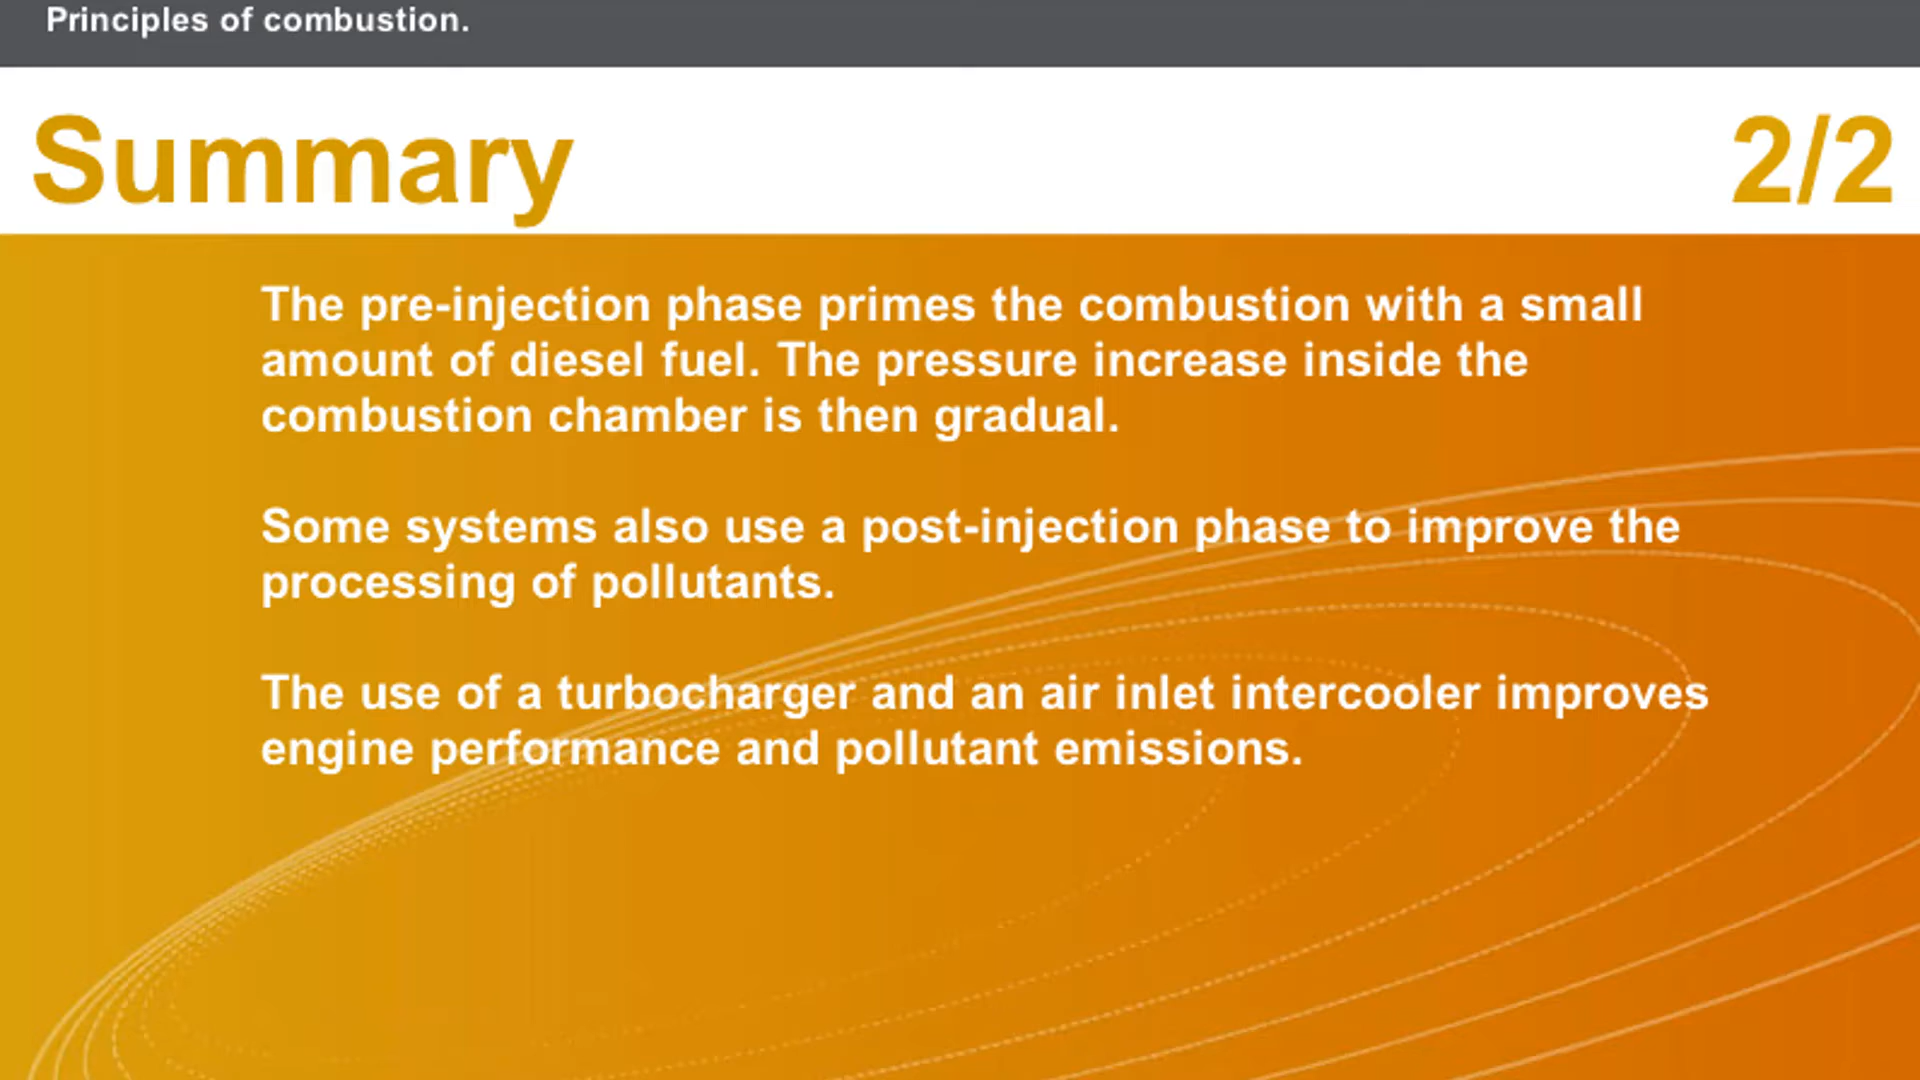 Principles of combustion.
Summary 2/2
The pre-injection phase primes the combustion with a small
amount of diesel fuel. The pressure increase inside the
combustion chamber is then gradual.
Some systems also use a post-injection phase to improve the
processing of pollutants.
The use of a turbocharger and an air inlet intercooler improves
engine performance and pollutant emissions.